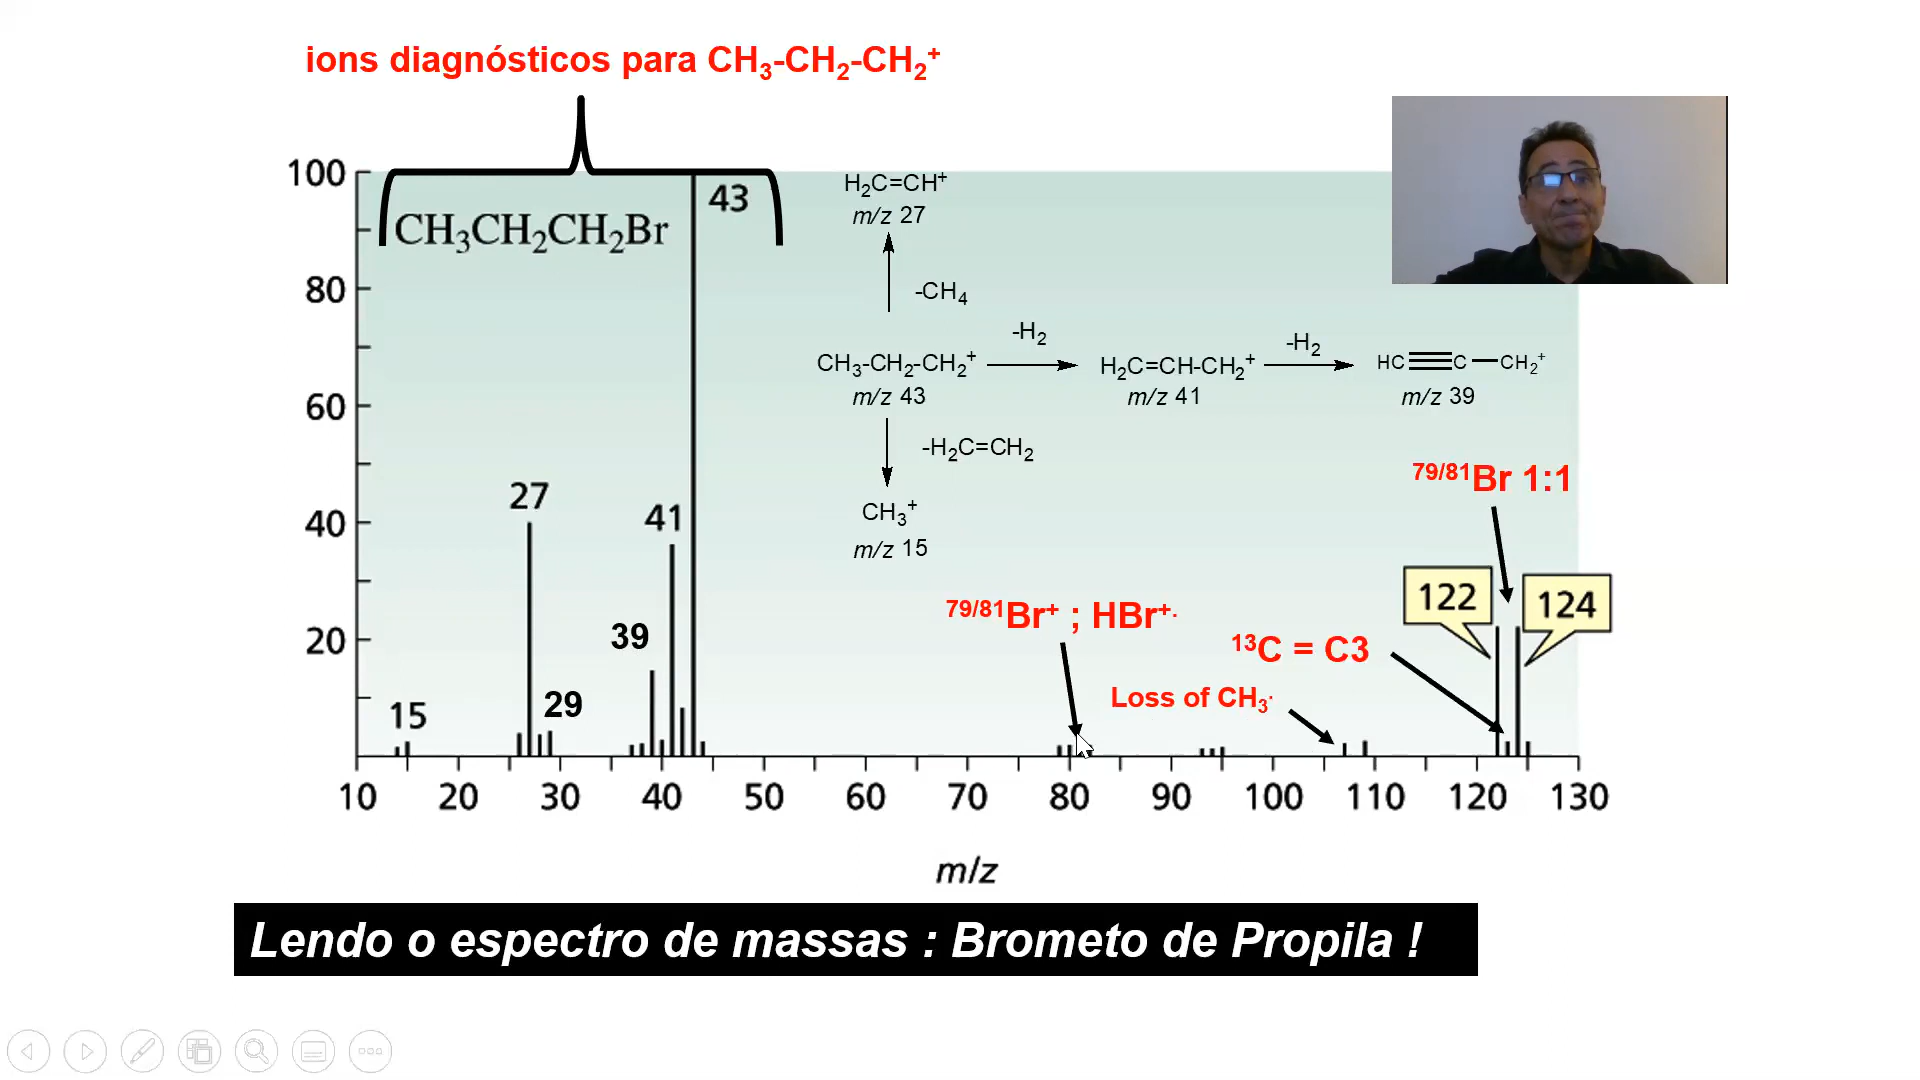 ions diagnósticos para CH₃-CH₂-CH₂⁺
100
80
60
40
20
CH₃CH₂CH₂Br
43
H₂C=CH⁺
m/z 27
-CH₄
CH₃-CH₂-CH₂⁺
m/z 43
-H₂
H₂C=CH-CH₂⁺
m/z 41
-H₂
HC≡C—CH₂⁺
m/z 39
-H₂C=CH₂
CH₃⁺
m/z 15
27
41
39
29
15
⁷⁹/⁸¹Br 1:1
122
124
⁷⁹/⁸¹Br⁺ ; HBr⁺·
¹³C = C3
Loss of CH₃·
10 20 30 40 50 60 70 80 90 100 110 120 130
m/z
Lendo o espectro de massas : Brometo de Propila !